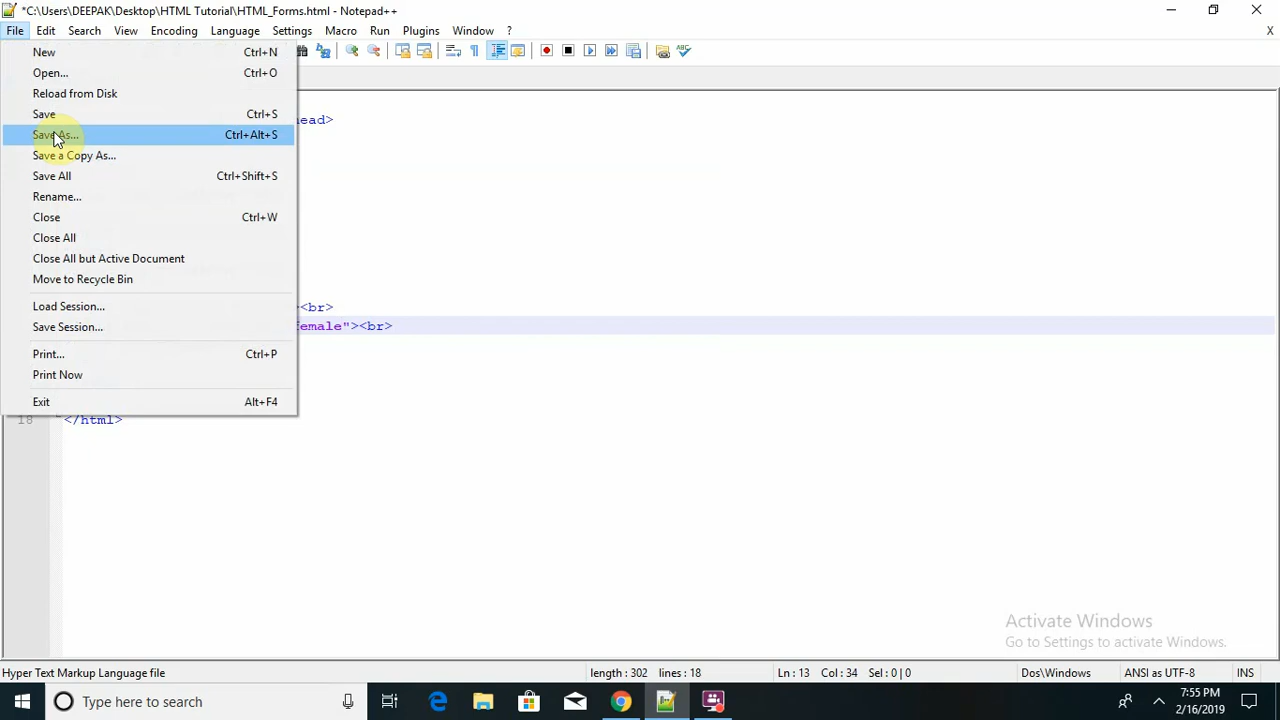 *C:\Users\DEEPAK\Desktop\HTML Tutorial\HTML_Forms.html - Notepad++
File Edit Search View Encoding Language Settings Macro Run Plugins Window ? X
New Ctrl+N
Open... Ctrl+O
Reload from Disk
Save Ctrl+S
Save As... Ctrl+Alt+S
Save a Copy As...
Save All Ctrl+Shift+S
Rename...
Close Ctrl+W
Close All
Close All but Active Document
Move to Recycle Bin
Load Session...
Save Session...
Print... Ctrl+P
Print Now
Exit Alt+F4
ead>
><br>
emale"><br>
18 </html>
Activate Windows
Go to Settings to activate Windows.
Hyper Text Markup Language file length : 302 lines : 18 Ln : 13 Col : 34 Sel : 0 | 0 Dos\Windows ANSI as UTF-8 INS
Type here to search
7:55 PM
2/16/2019